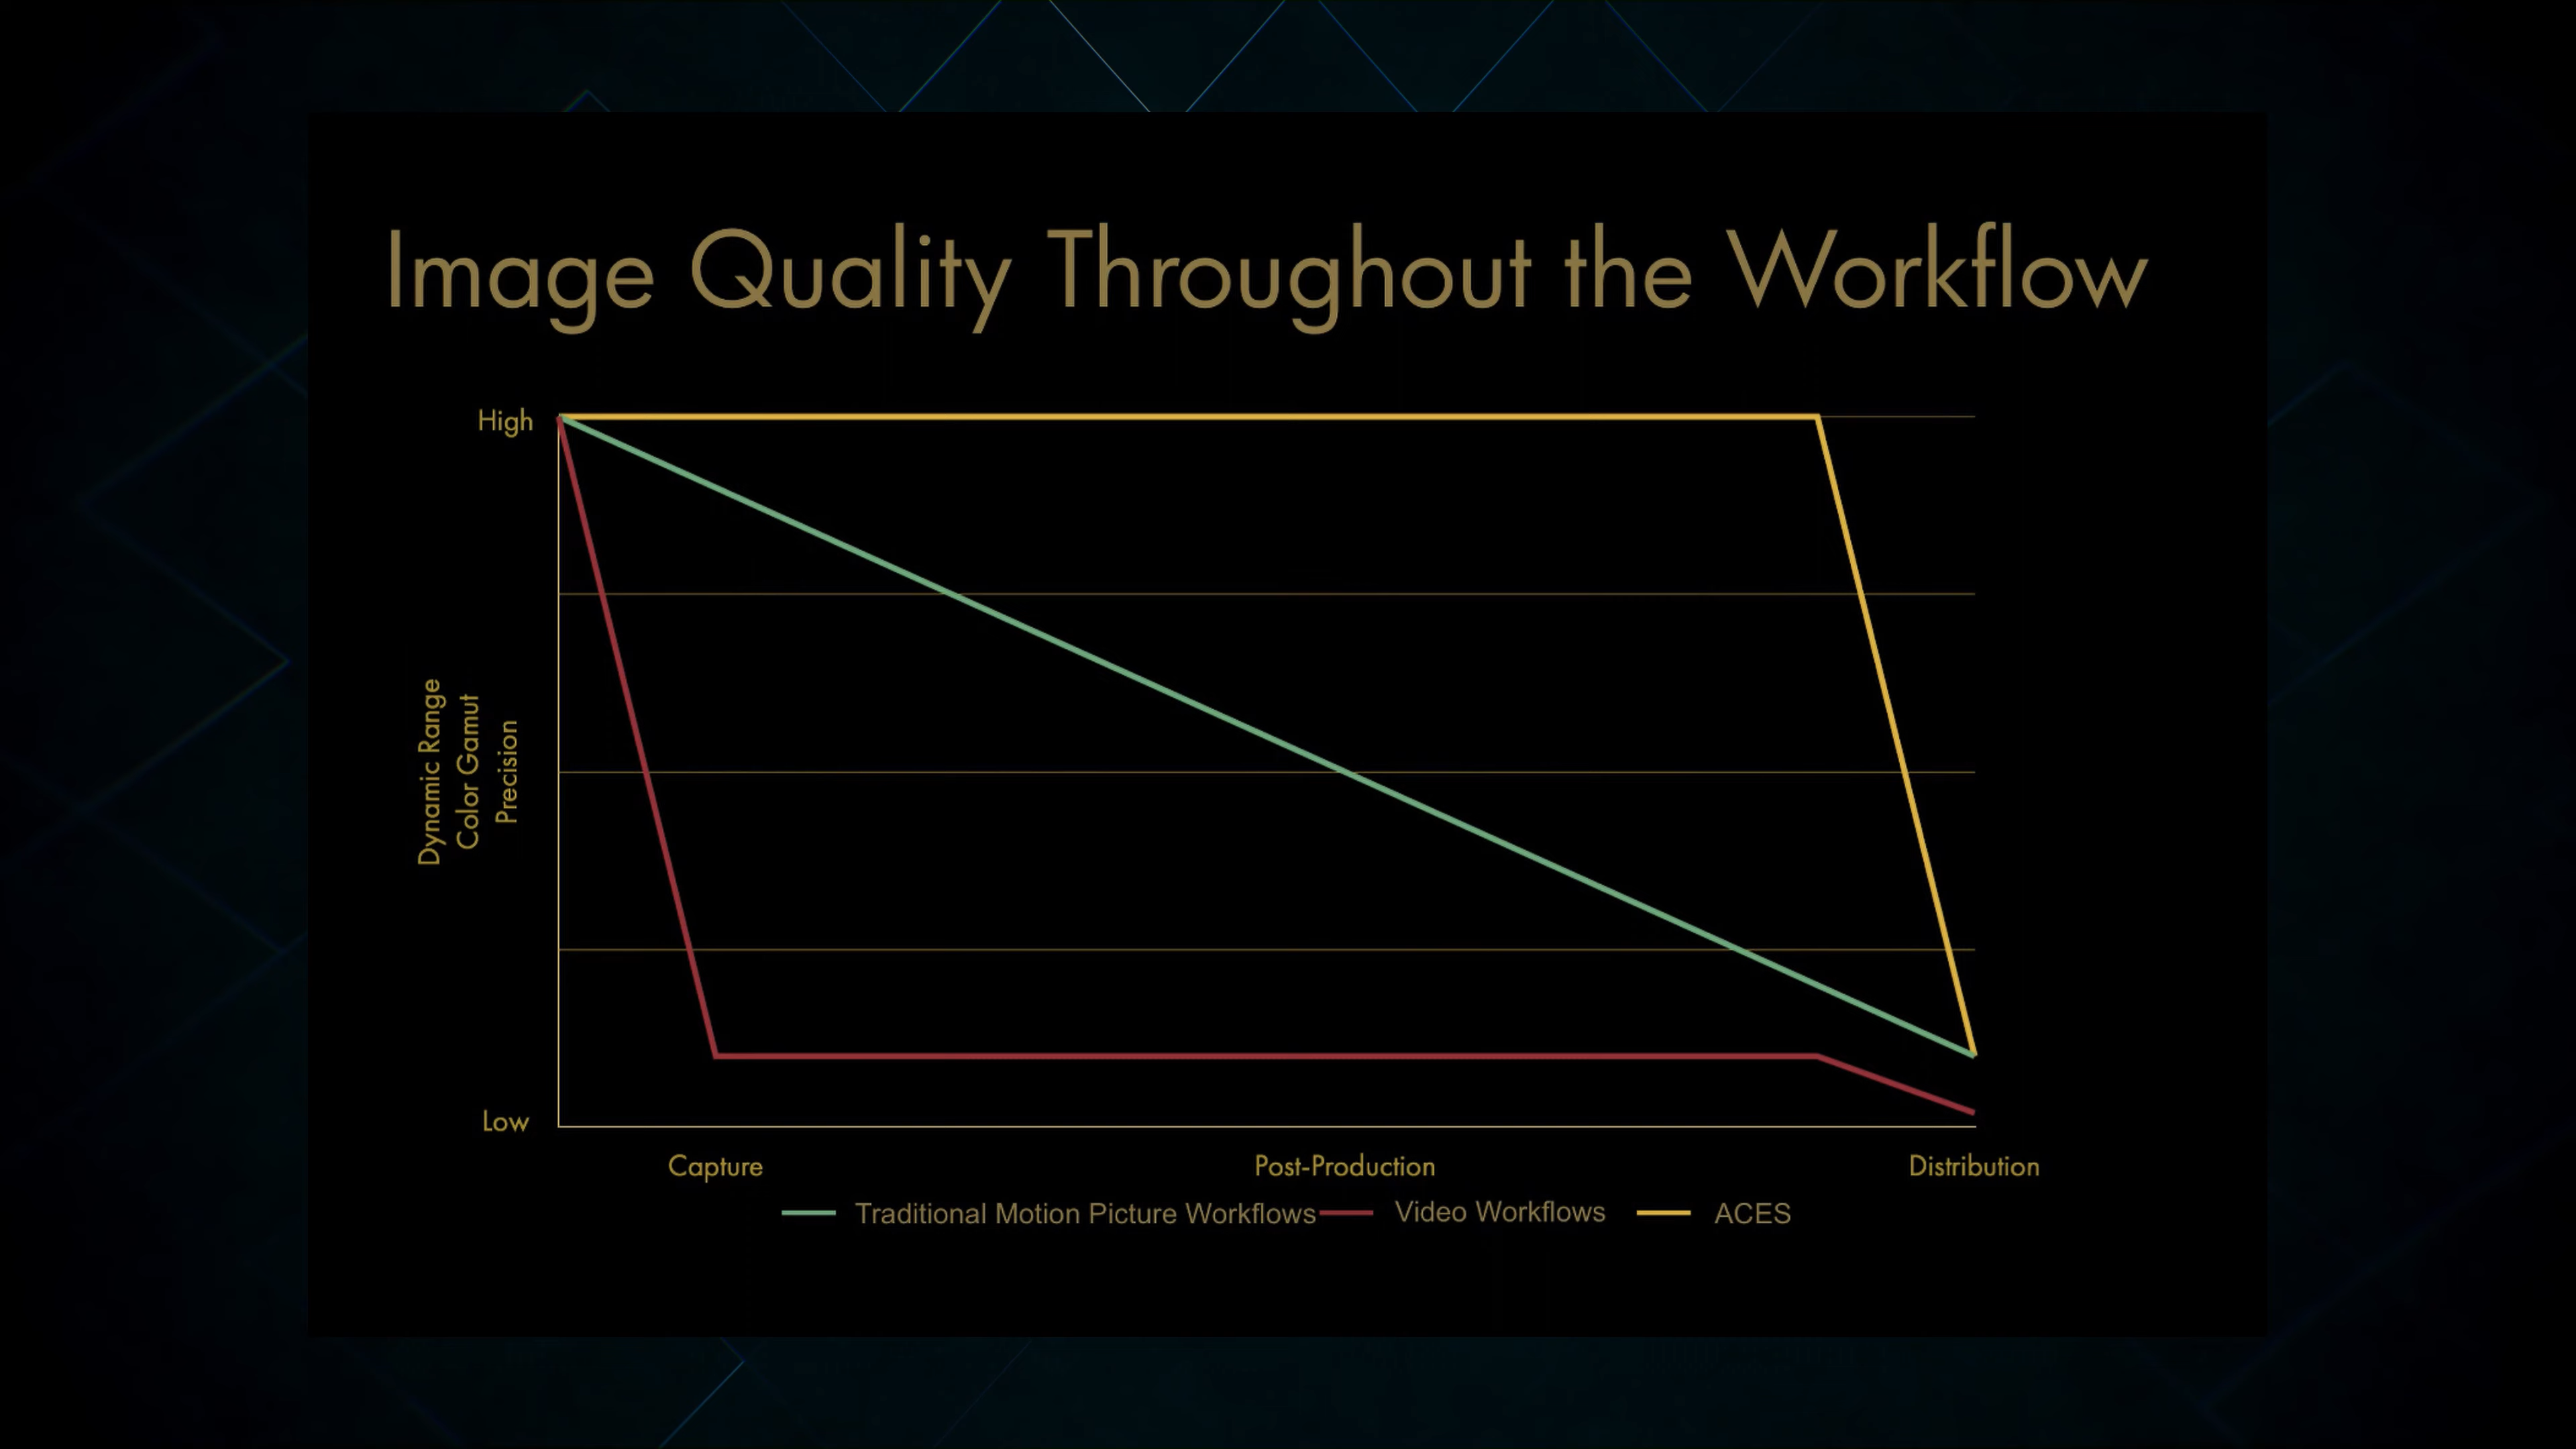 Image Quality Throughout the Workflow
High
Dynamic Range
Color Gamut
Precision
Low
Capture
Post-Production
Distribution
Traditional Motion Picture Workflows
Video Workflows
ACES